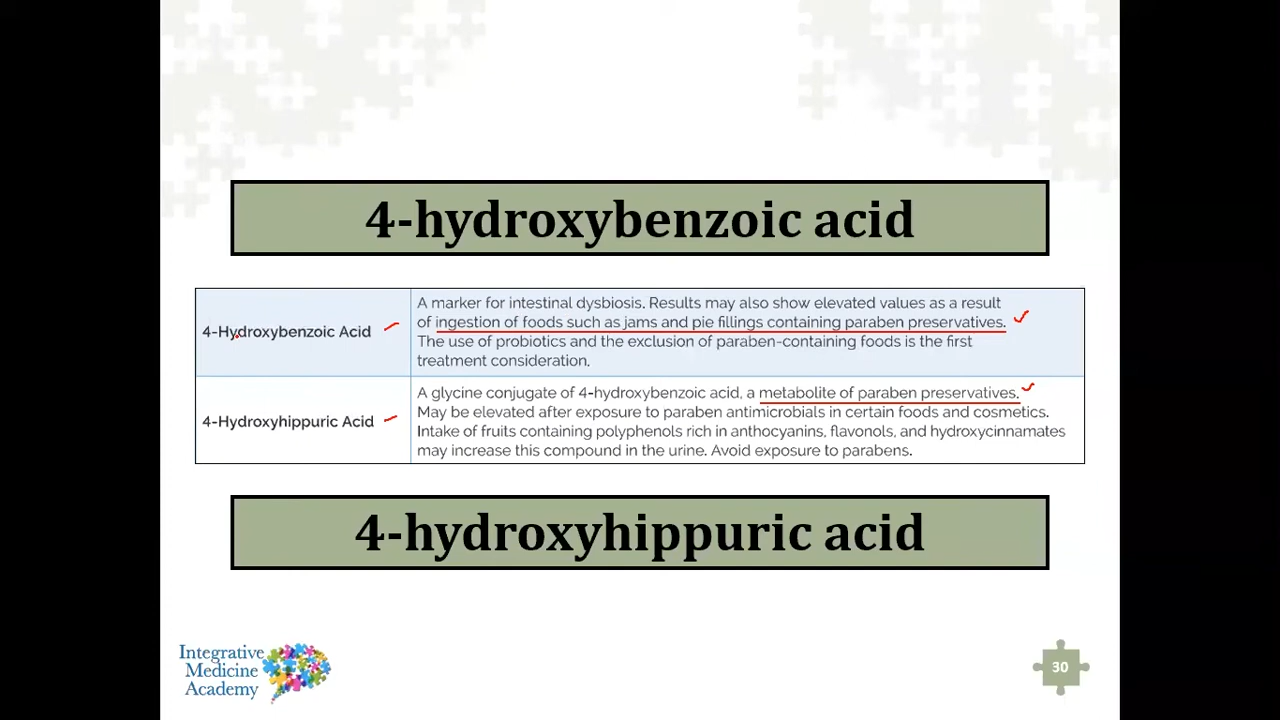 4-hydroxybenzoic acid
4-Hydroxybenzoic Acid
A marker for intestinal dysbiosis. Results may also show elevated values as a result
of ingestion of foods such as jams and pie fillings containing paraben preservatives.
The use of probiotics and the exclusion of paraben-containing foods is the first
treatment consideration.
4-Hydroxyhippuric Acid
A glycine conjugate of 4-hydroxybenzoic acid, a metabolite of paraben preservatives.
May be elevated after exposure to paraben antimicrobials in certain foods and cosmetics.
Intake of fruits containing polyphenols rich in anthocyanins, flavonols, and hydroxycinnamates
may increase this compound in the urine. Avoid exposure to parabens.
4-hydroxyhippuric acid
Integrative
Medicine
Academy
30